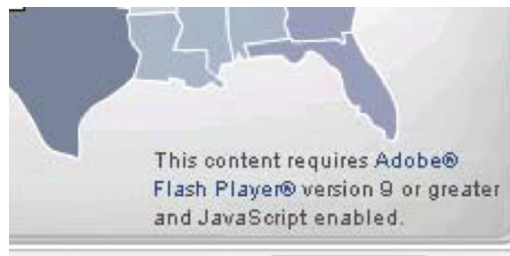 This content requires Adobe®
Flash Player® version 9 or greater
and JavaScript enabled.